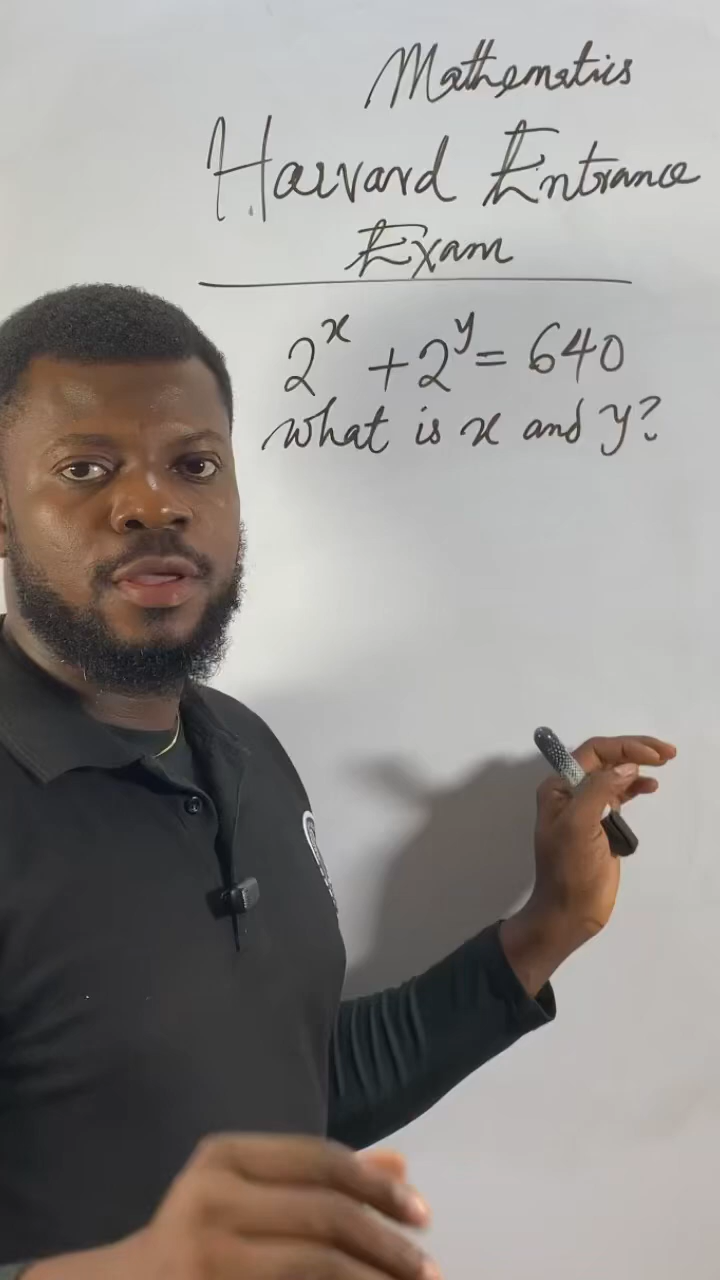 Mathematics
Harvard Entrance
Exam
2^x + 2^y = 640
what is x and y?